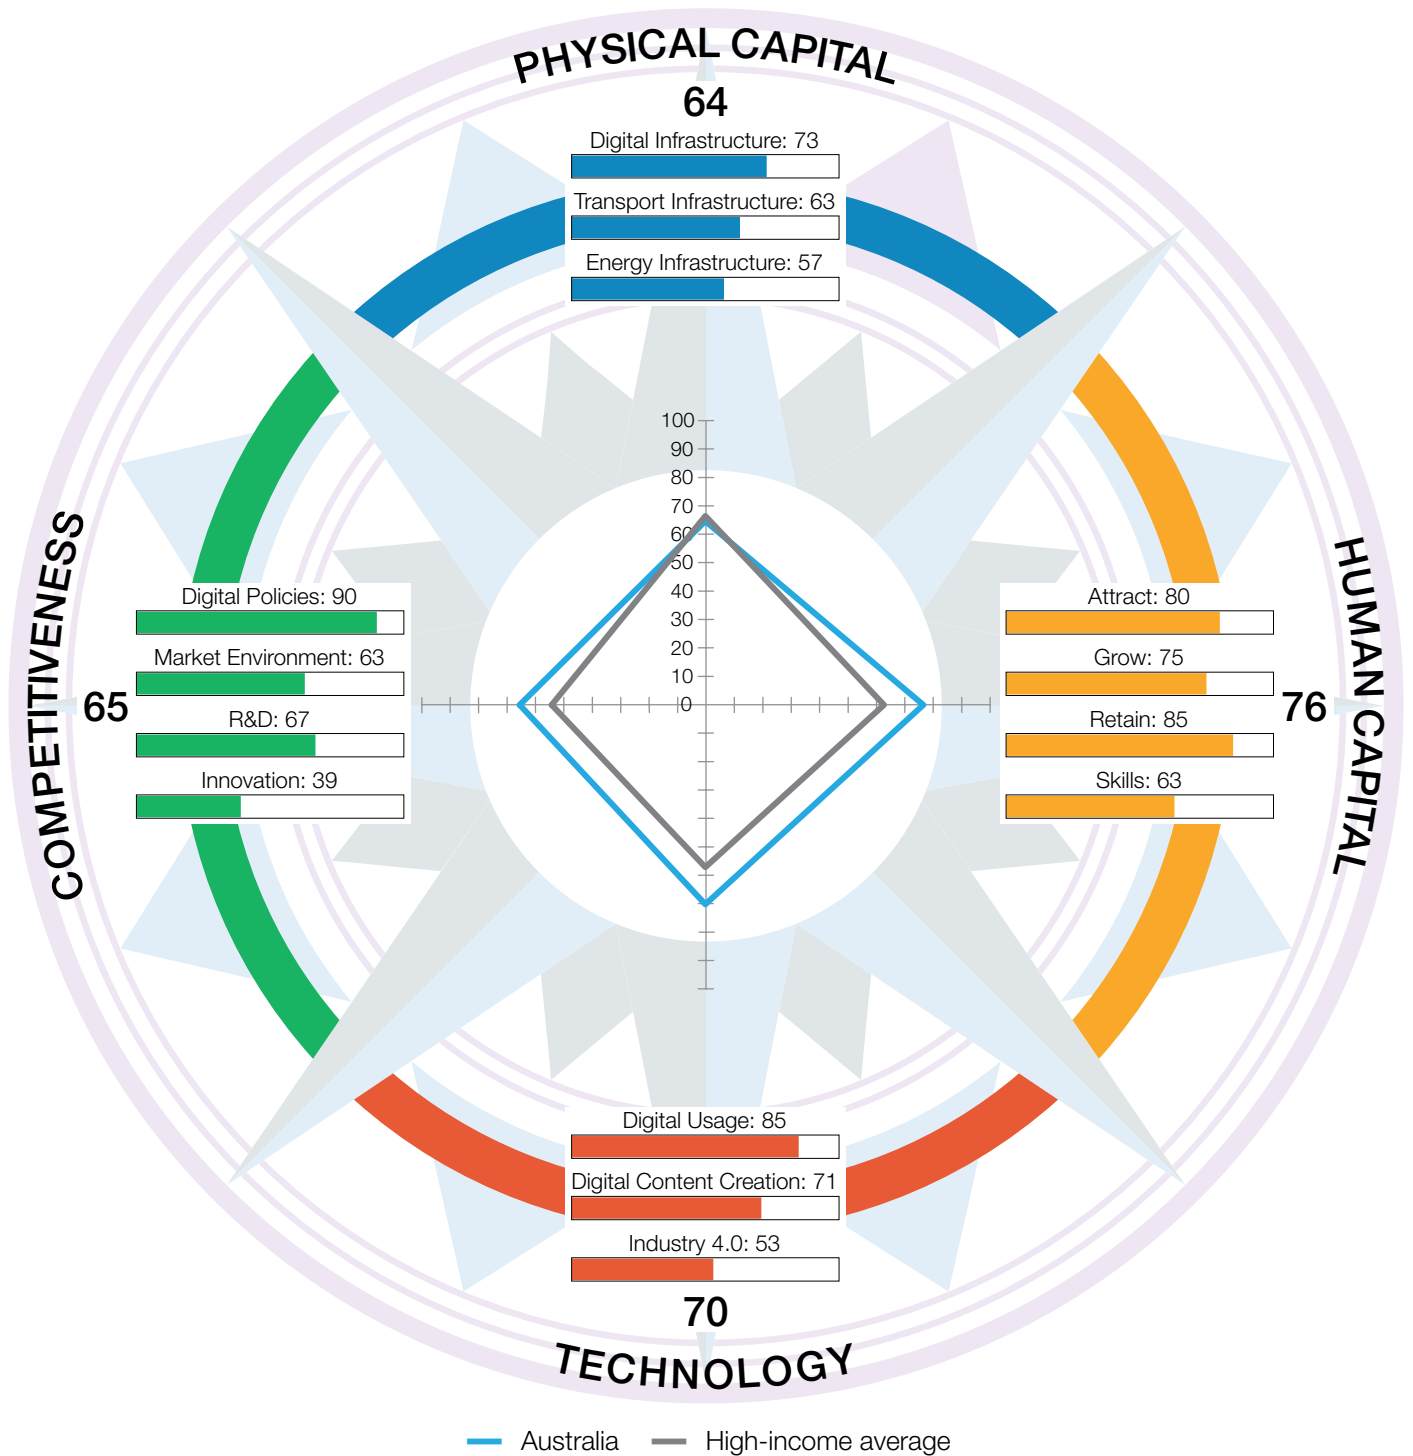 PHYSICAL CAPITAL
64
Digital Infrastructure: 73
Transport Infrastructure: 63
Energy Infrastructure: 57
100
90
80
70
60
50
40
30
20
10
0
COMPETITIVENESS
65
Digital Policies: 90
Market Environment: 63
R&D: 67
Innovation: 39
HUMAN CAPITAL
76
Attract: 80
Grow: 75
Retain: 85
Skills: 63
Digital Usage: 85
Digital Content Creation: 71
Industry 4.0: 53
70
TECHNOLOGY
Australia
High-income average